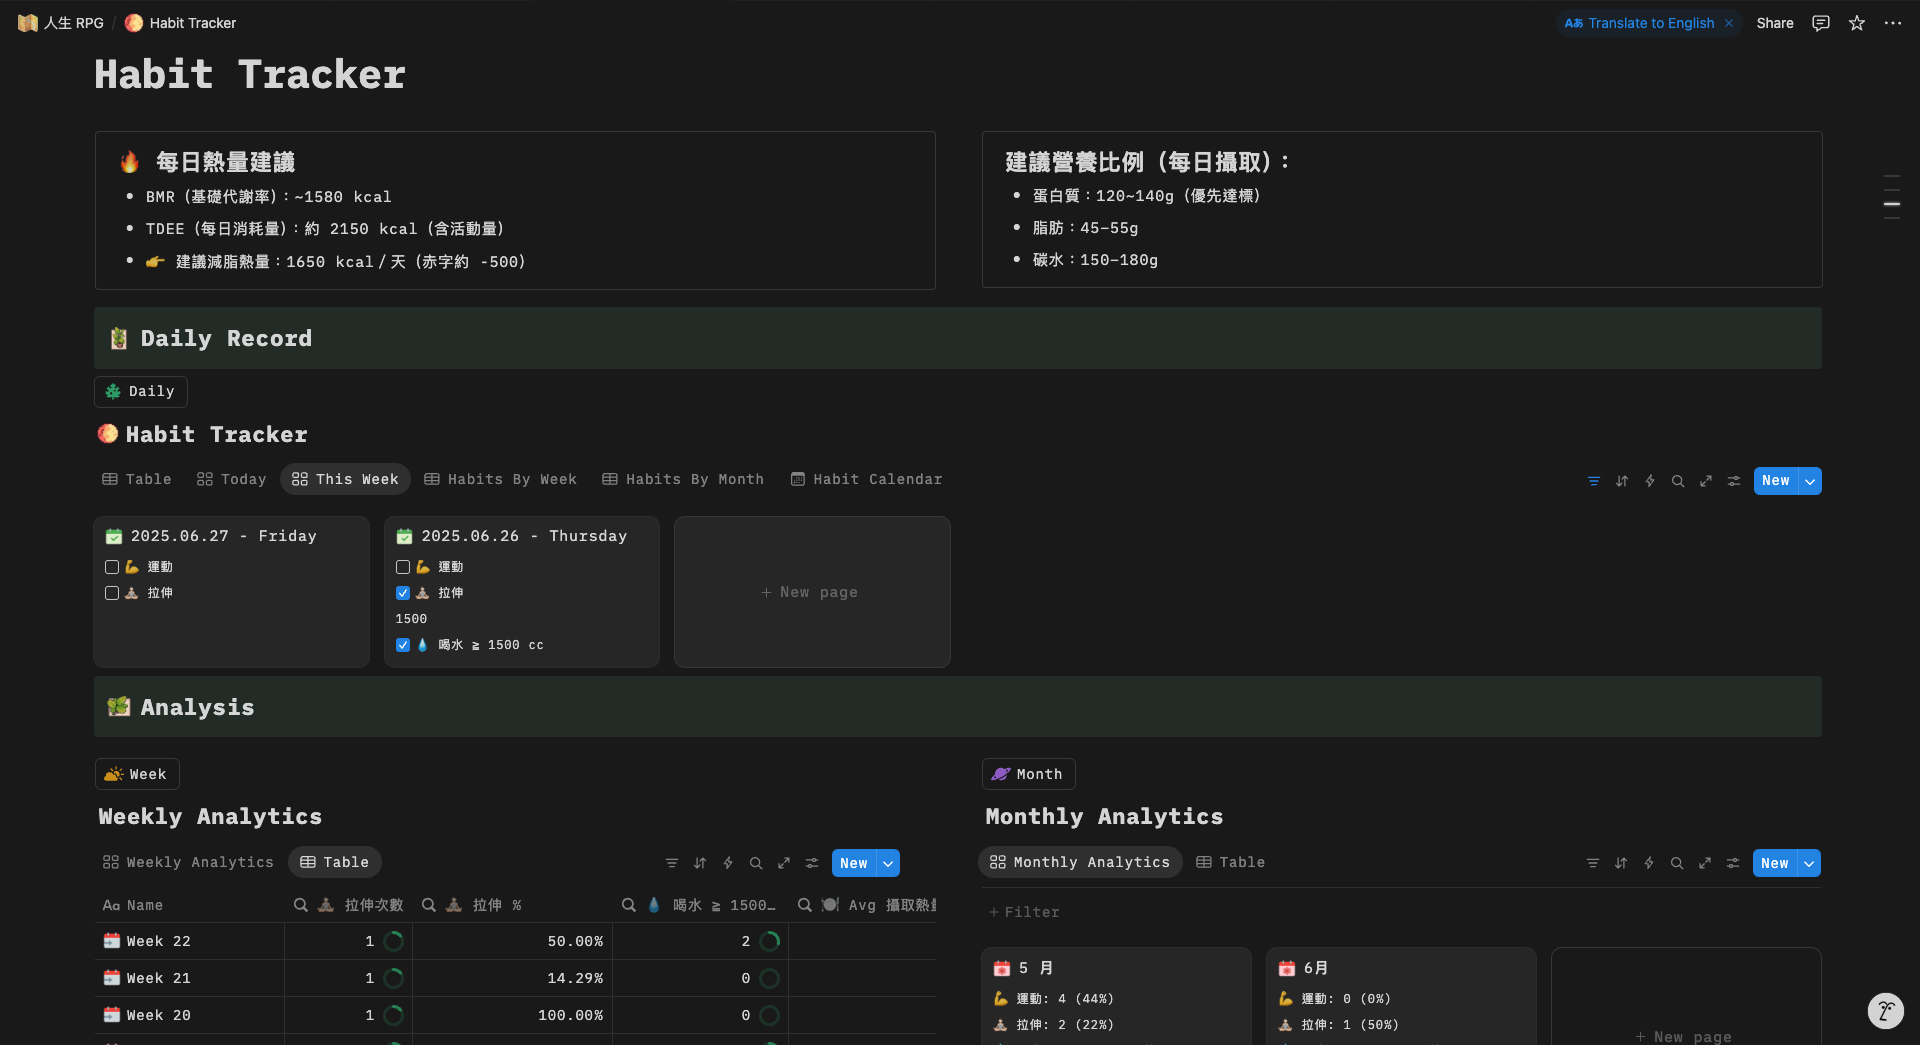 人生 RPG / Habit Tracker
Aあ Translate to English × Share
Habit Tracker
每日熱量建議
BMR（基礎代謝率）：~1580 kcal
TDEE（每日消耗量）：約 2150 kcal（含活動量）
建議減脂熱量：1650 kcal／天（赤字約 -500）
建議營養比例（每日攝取）：
蛋白質：120~140g（優先達標）
脂肪：45–55g
碳水：150–180g
Daily Record
Daily
Habit Tracker
Table Today This Week Habits By Week Habits By Month Habit Calendar New
2025.06.27 - Friday
運動
拉伸
2025.06.26 - Thursday
運動
拉伸
1500
喝水 ≧ 1500 cc
+ New page
Analysis
Week
Weekly Analytics
Weekly Analytics Table New
Aa Name 拉伸次數 拉伸 % 喝水 ≧ 1500… Avg 攝取熱
Week 22 1 50.00% 2
Week 21 1 14.29% 0
Week 20 1 100.00% 0
Month
Monthly Analytics
Monthly Analytics Table New
+ Filter
5 月
運動: 4 (44%)
拉伸: 2 (22%)
6月
運動: 0 (0%)
拉伸: 1 (50%)
+ New page